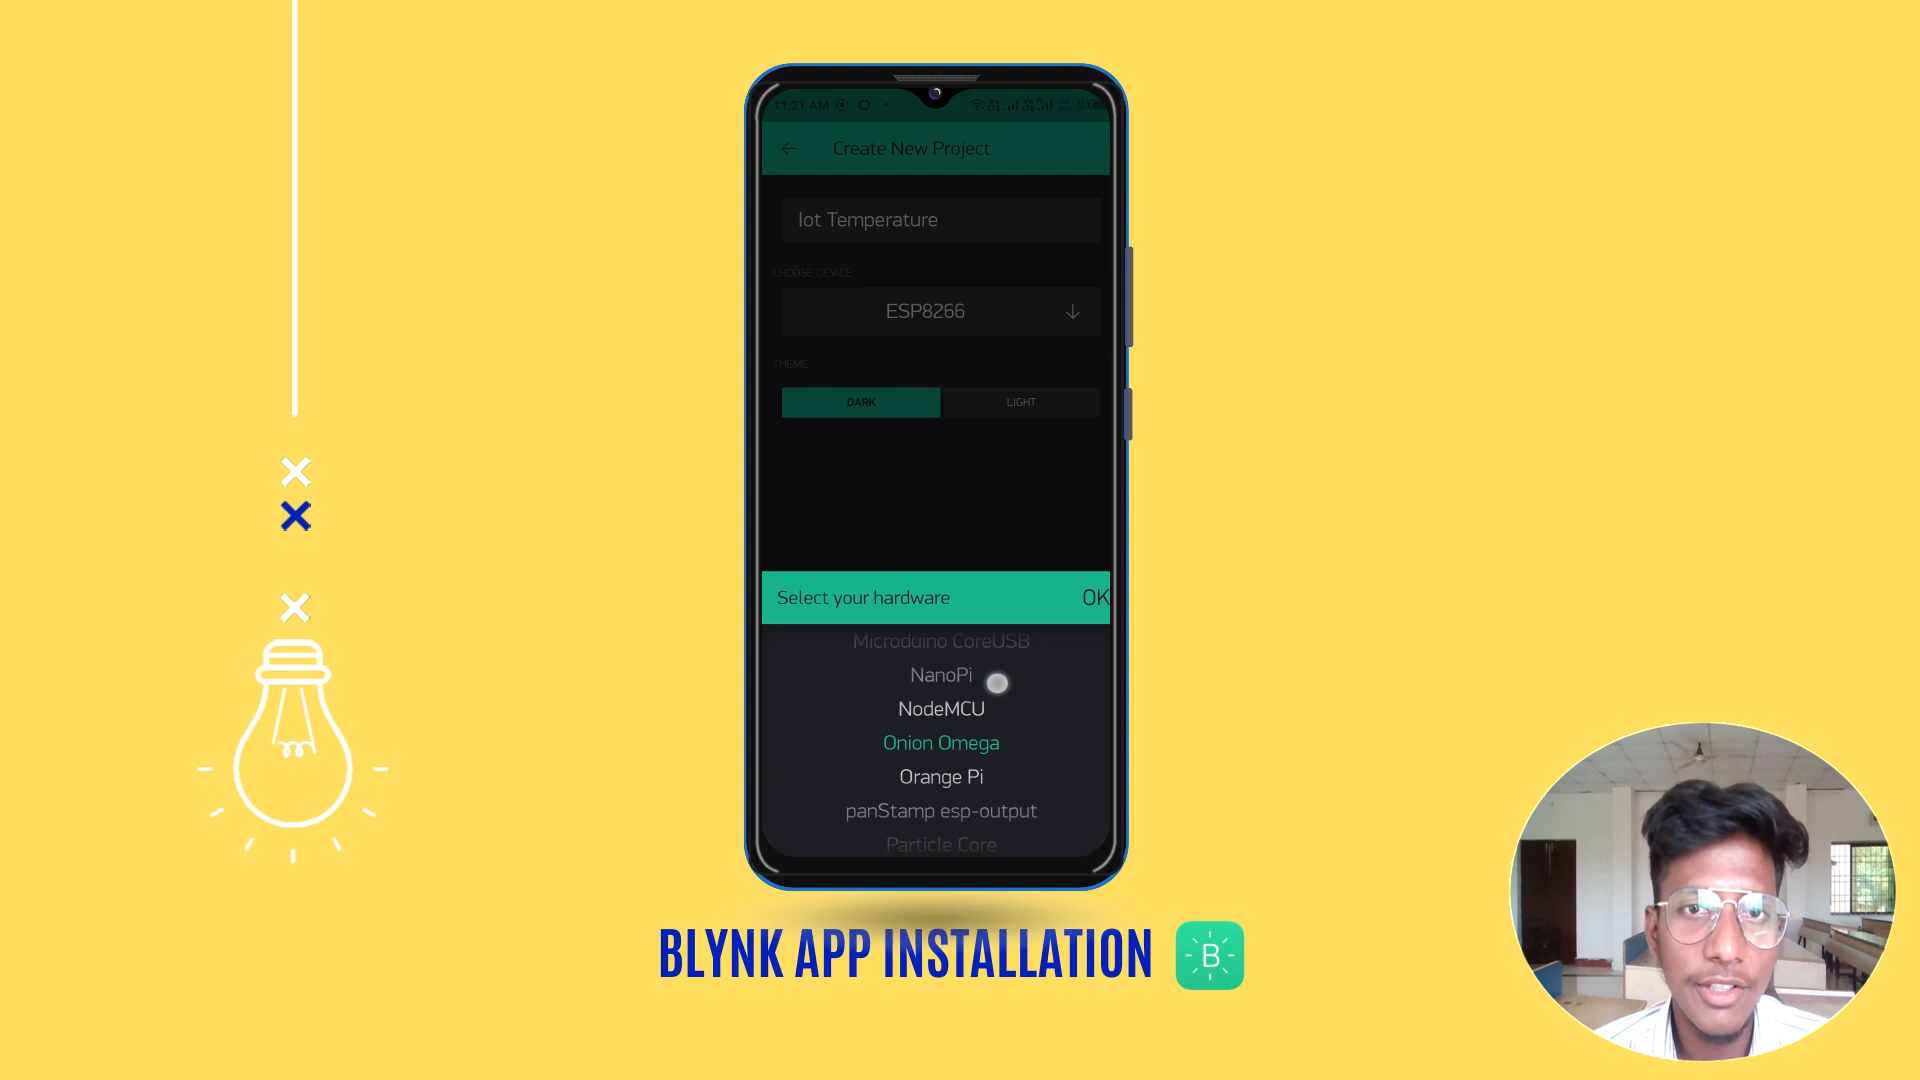 11:21 AM
Create New Project
Iot Temperature
CHOOSE DEVICE
ESP8266
THEME
DARK LIGHT
Select your hardware OK
Microduino CoreUSB
NanoPi
NodeMCU
Onion Omega
Orange Pi
panStamp esp-output
Particle Core
BLYNK APP INSTALLATION B